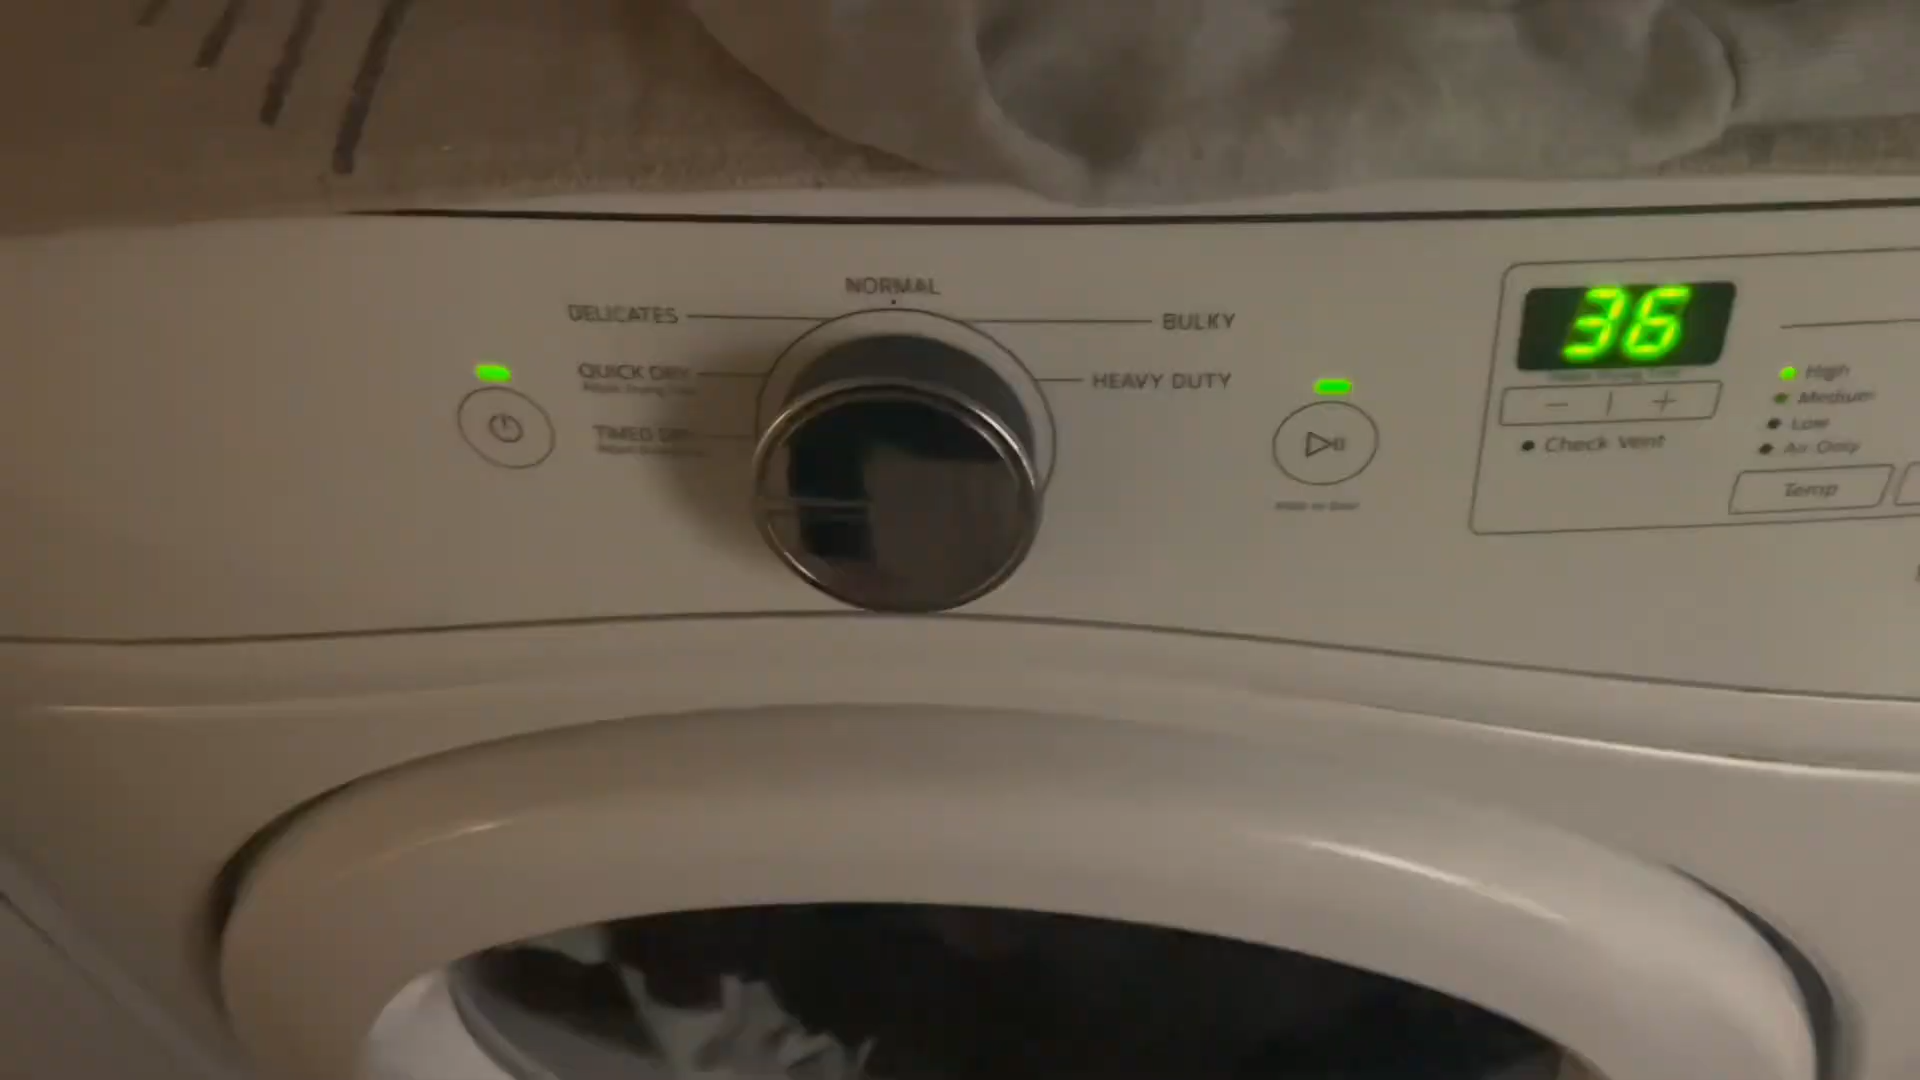 NORMAL
DELICATES
BULKY
QUICK DRY
HEAVY DUTY
TIMED DRY
36
High
Medium
Low
Air Only
Check Vent
Temp